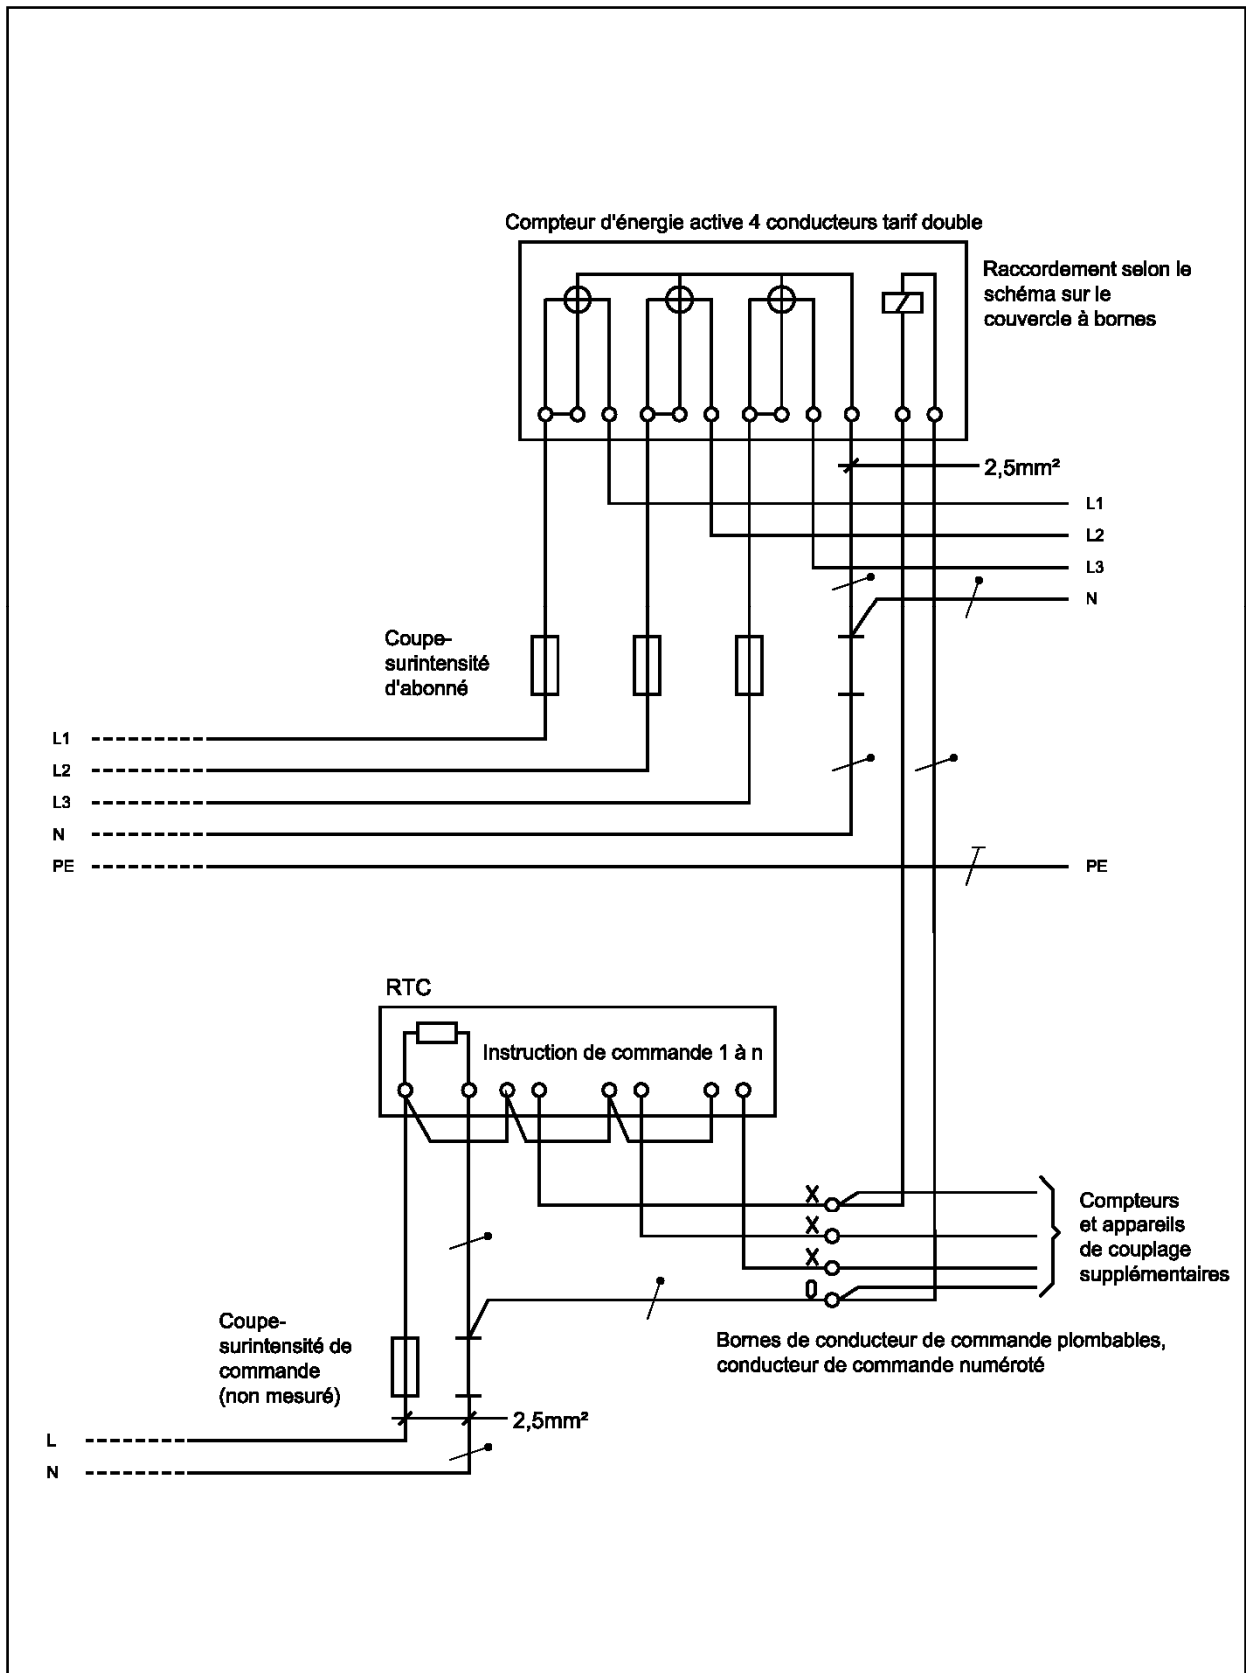 Compteur d'énergie active 4 conducteurs tarif double
Raccordement selon le
schéma sur le
couvercle à bornes
2,5mm²
L1
L2
L3
N
Coupe-
surintensité
d'abonné
L1
L2
L3
N
PE
PE
RTC
Instruction de commande 1 à n
X
X
X
0
Compteurs
et appareils
de couplage
supplémentaires
Coupe-
surintensité de
commande
(non mesuré)
Bornes de conducteur de commande plombables,
conducteur de commande numéroté
2,5mm²
L
N